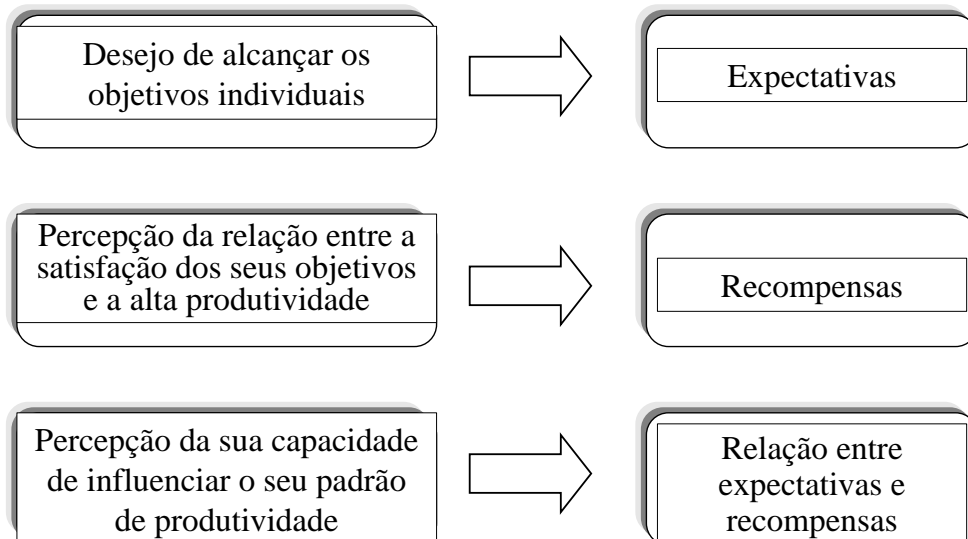 Desejo de alcançar os
objetivos individuais
Expectativas
Percepção da relação entre a
satisfação dos seus objetivos
e a alta produtividade
Recompensas
Percepção da sua capacidade
de influenciar o seu padrão
de produtividade
Relação entre
expectativas e
recompensas